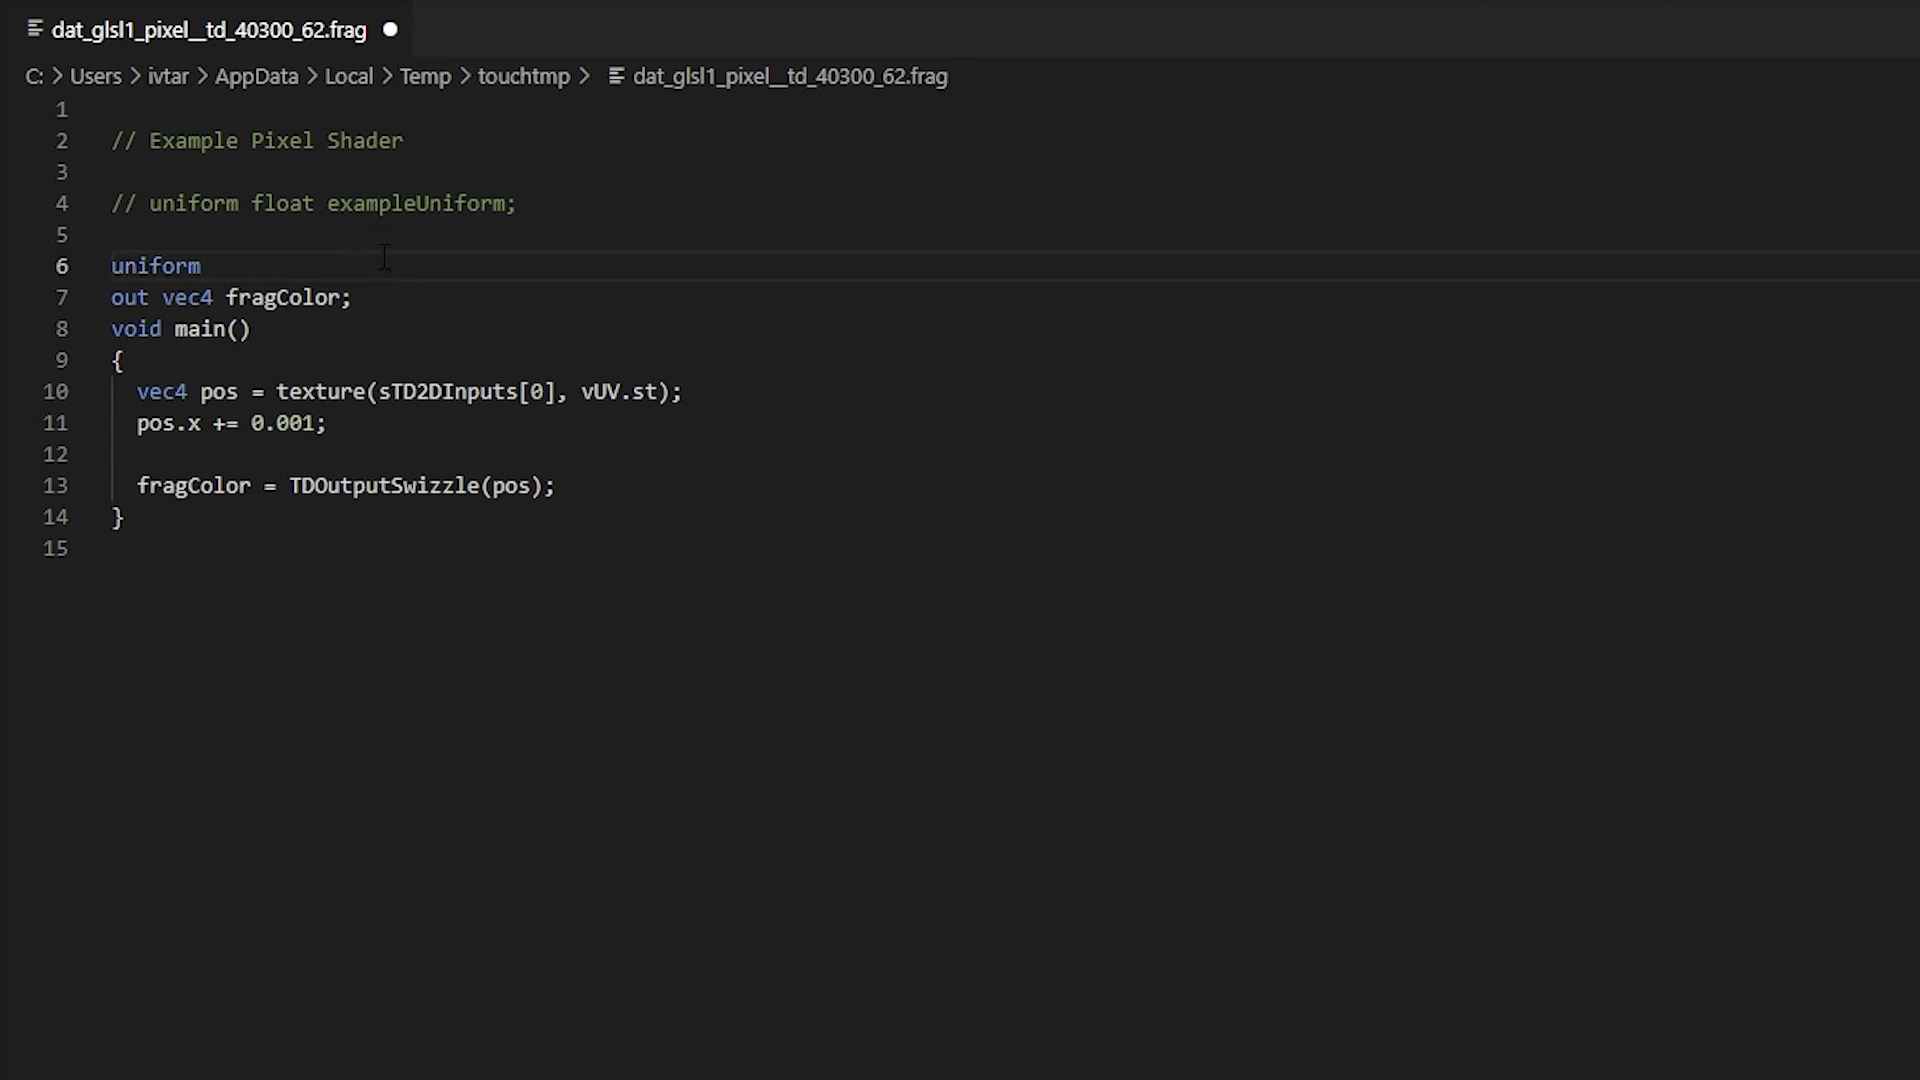 dat_glsl1_pixel__td_40300_62.frag
C: > Users > ivtar > AppData > Local > Temp > touchtmp > dat_glsl1_pixel__td_40300_62.frag
1
2 // Example Pixel Shader
3
4 // uniform float exampleUniform;
5
6 uniform
7 out vec4 fragColor;
8 void main()
9 {
10 vec4 pos = texture(sTD2DInputs[0], vUV.st);
11 pos.x += 0.001;
12
13 fragColor = TDOutputSwizzle(pos);
14 }
15